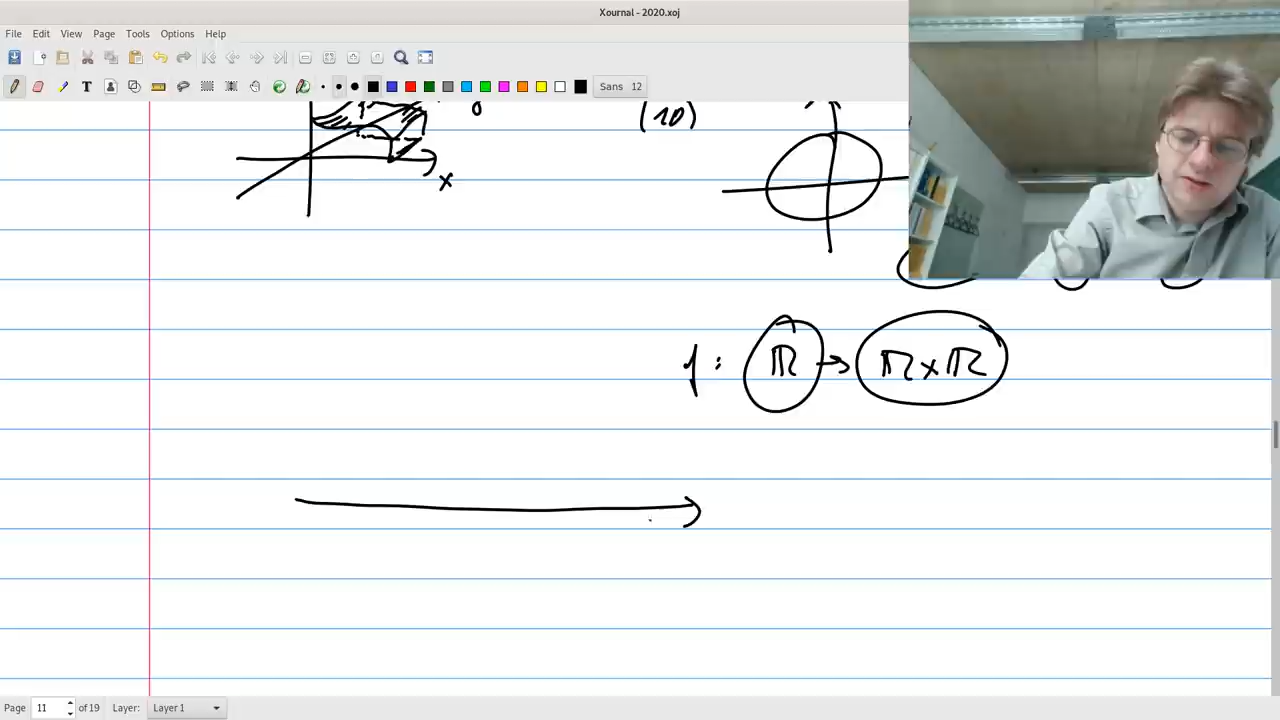 Xournal - 2020.xoj
File Edit View Page Tools Options Help
Sans 12
(10)
x
f : ℝ → ℝ × ℝ
Page 11 of 19 Layer: Layer 1